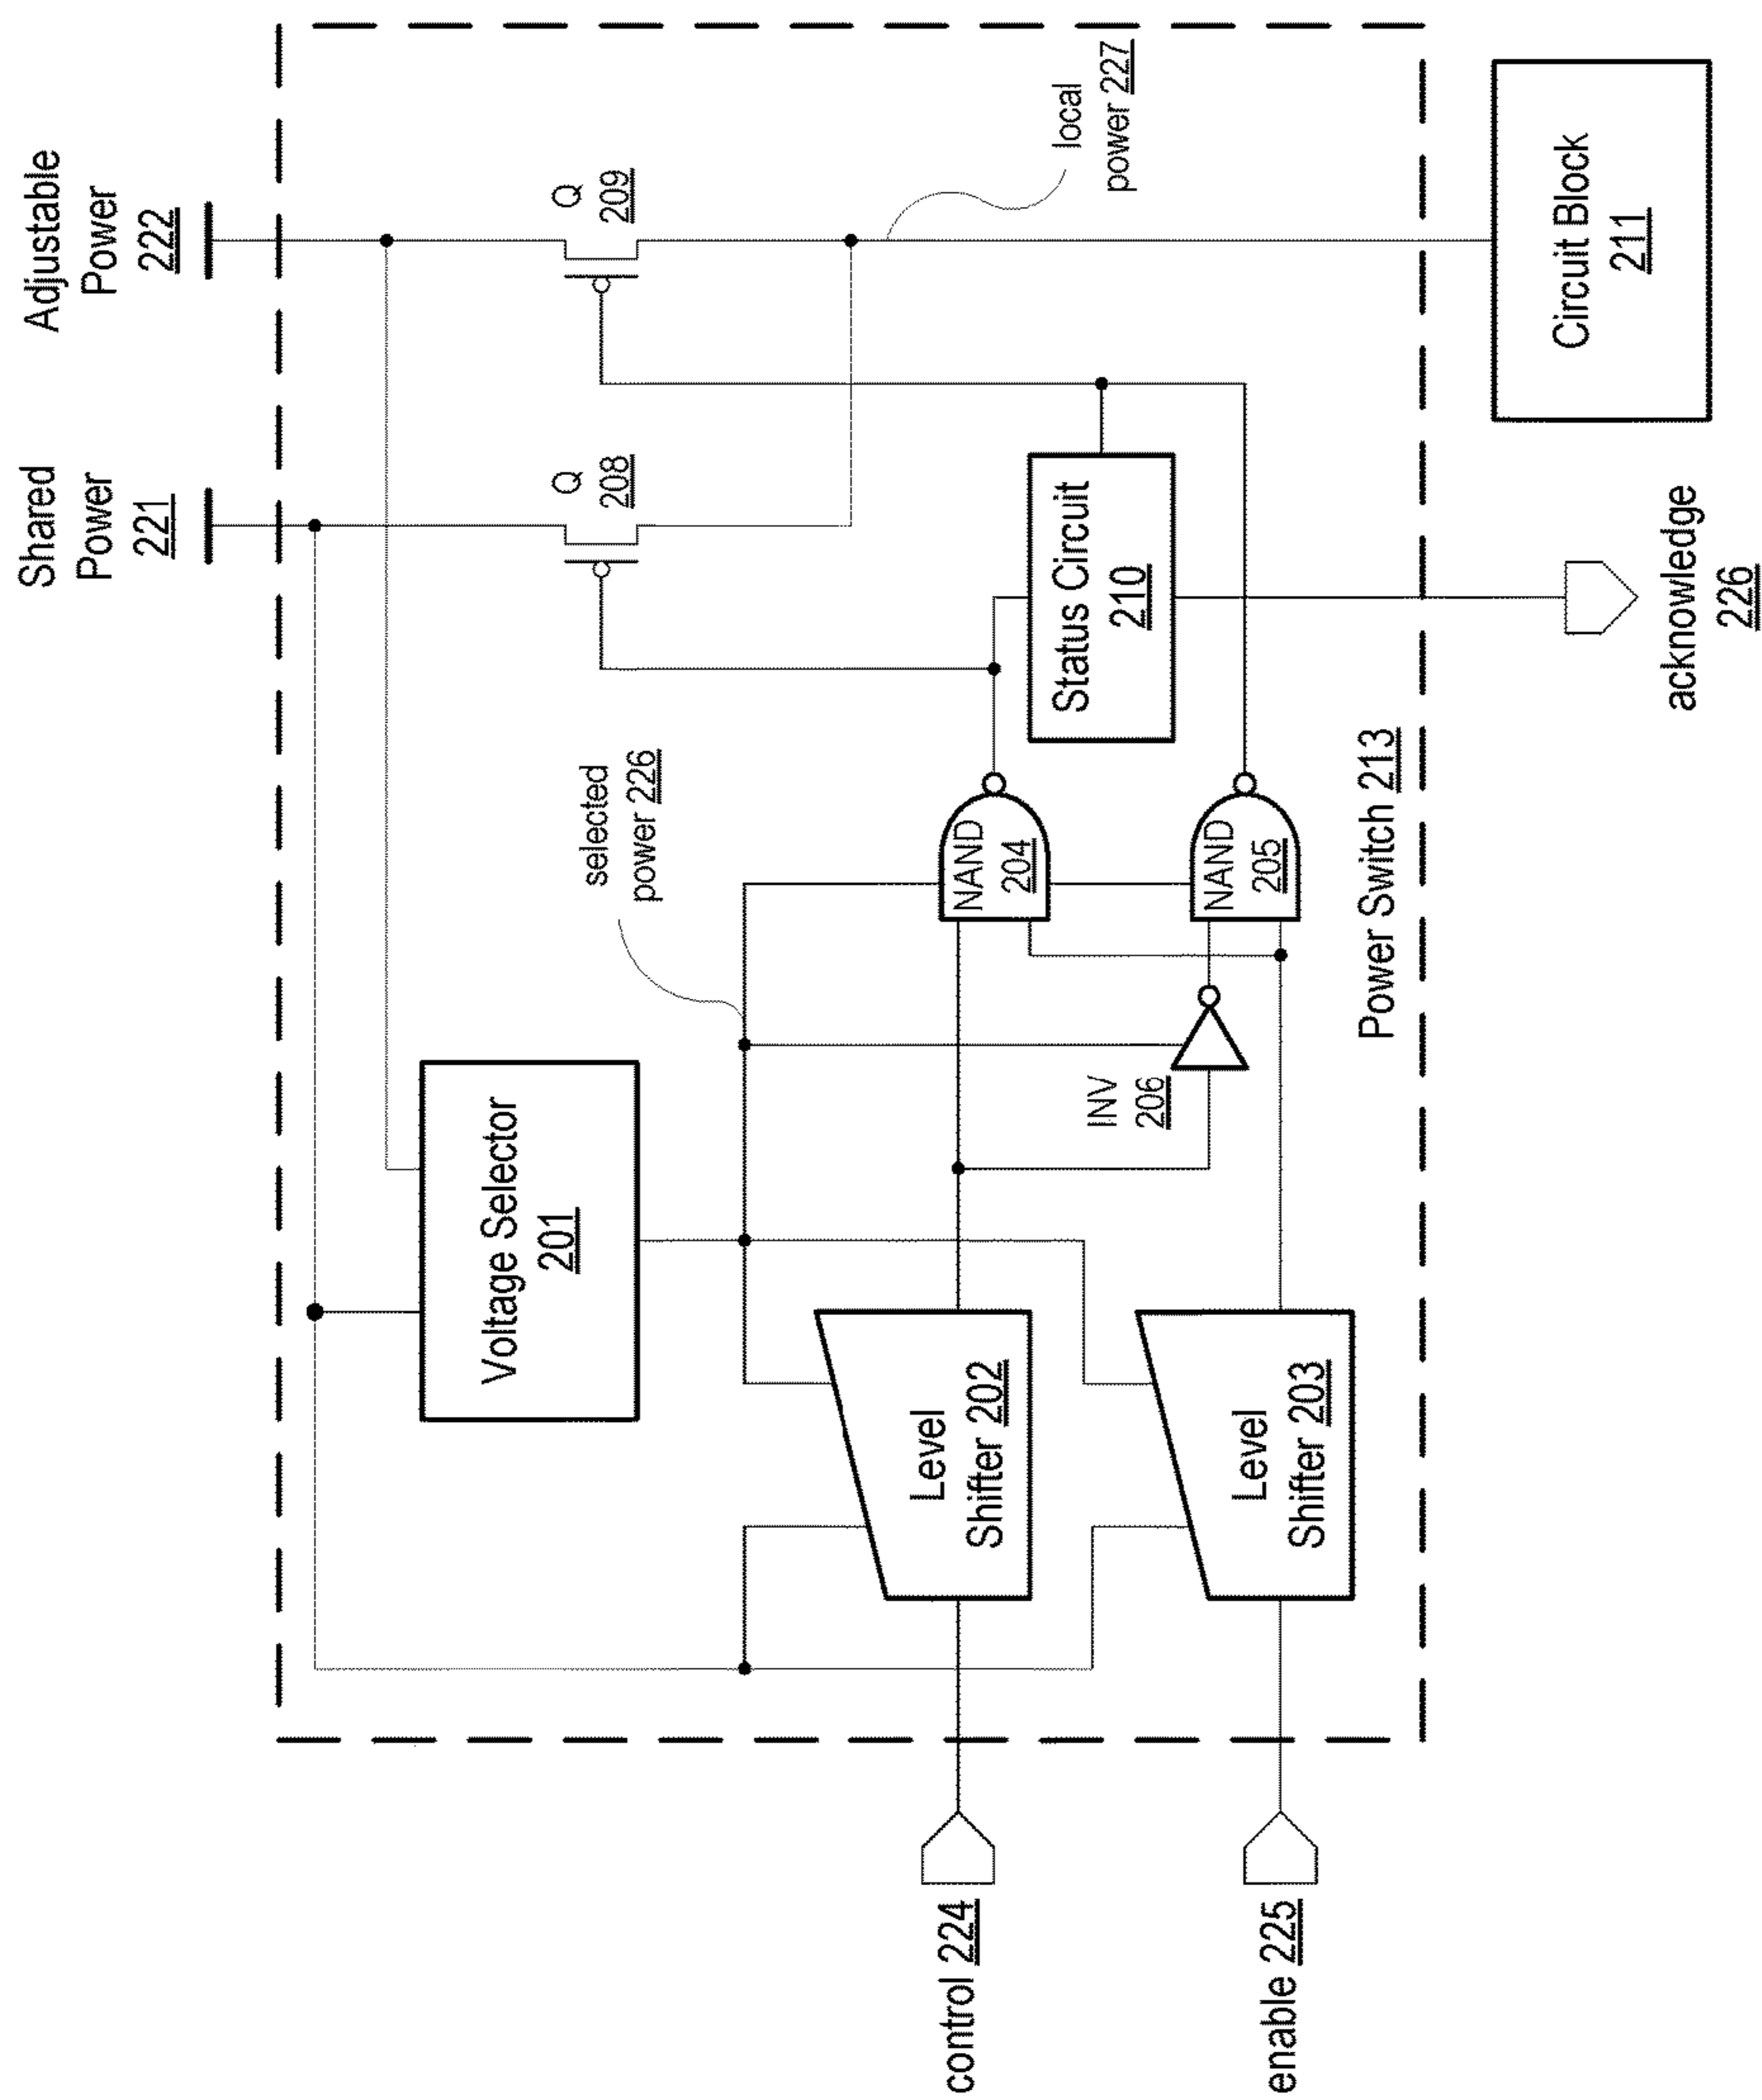 Shared
Power
221
Adjustable
Power
222
Voltage Selector
201
selected
power 226
Q
208
Q
209
local
power 227
Level
Shifter 202
Level
Shifter 203
INV
206
NAND
204
NAND
205
Status Circuit
210
Circuit Block
211
Power Switch 213
control 224
enable 225
acknowledge
226